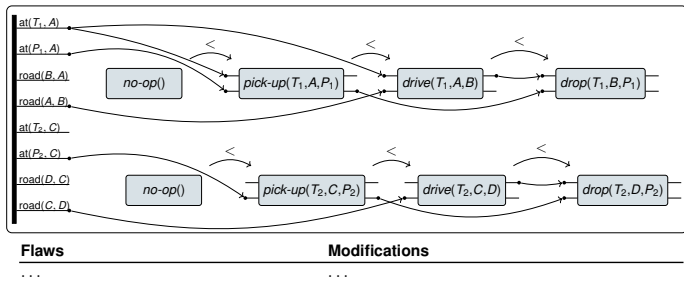 at(T₁, A)
<
<
<
at(P₁, A)
road(B, A)
no-op()
pick-up(T₁,A,P₁)
drive(T₁,A,B)
drop(T₁,B,P₁)
road(A, B)
at(T₂, C)
<
<
<
at(P₂, C)
road(D, C)
no-op()
pick-up(T₂,C,P₂)
drive(T₂,C,D)
drop(T₂,D,P₂)
road(C, D)
Flaws Modifications
. . . . . .